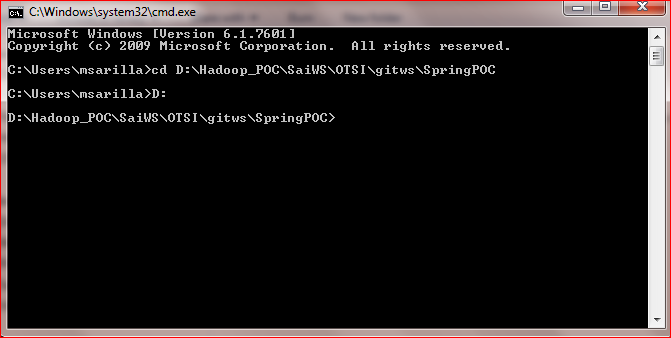 C:\Windows\system32\cmd.exe
Microsoft Windows [Version 6.1.7601]
Copyright (c) 2009 Microsoft Corporation.  All rights reserved.
C:\Users\msarilla>cd D:\Hadoop_POC\SaiWS\OTSI\gitws\SpringPOC
C:\Users\msarilla>D:
D:\Hadoop_POC\SaiWS\OTSI\gitws\SpringPOC>